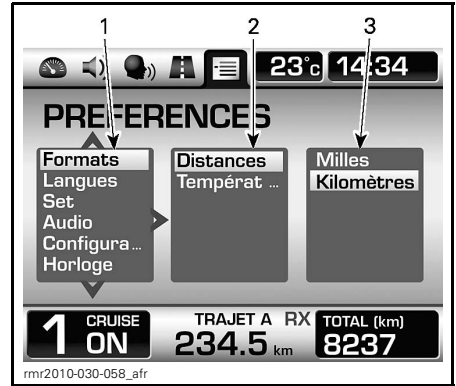 1 2 3
23°c 14:34
PREFERENCES
Formats
Langues
Set
Audio
Configura...
Horloge
Distances
Températ ...
Milles
Kilomètres
1 CRUISE ON
TRAJET A RX
234.5 km
TOTAL (km)
8237
rmr2010-030-058_afr